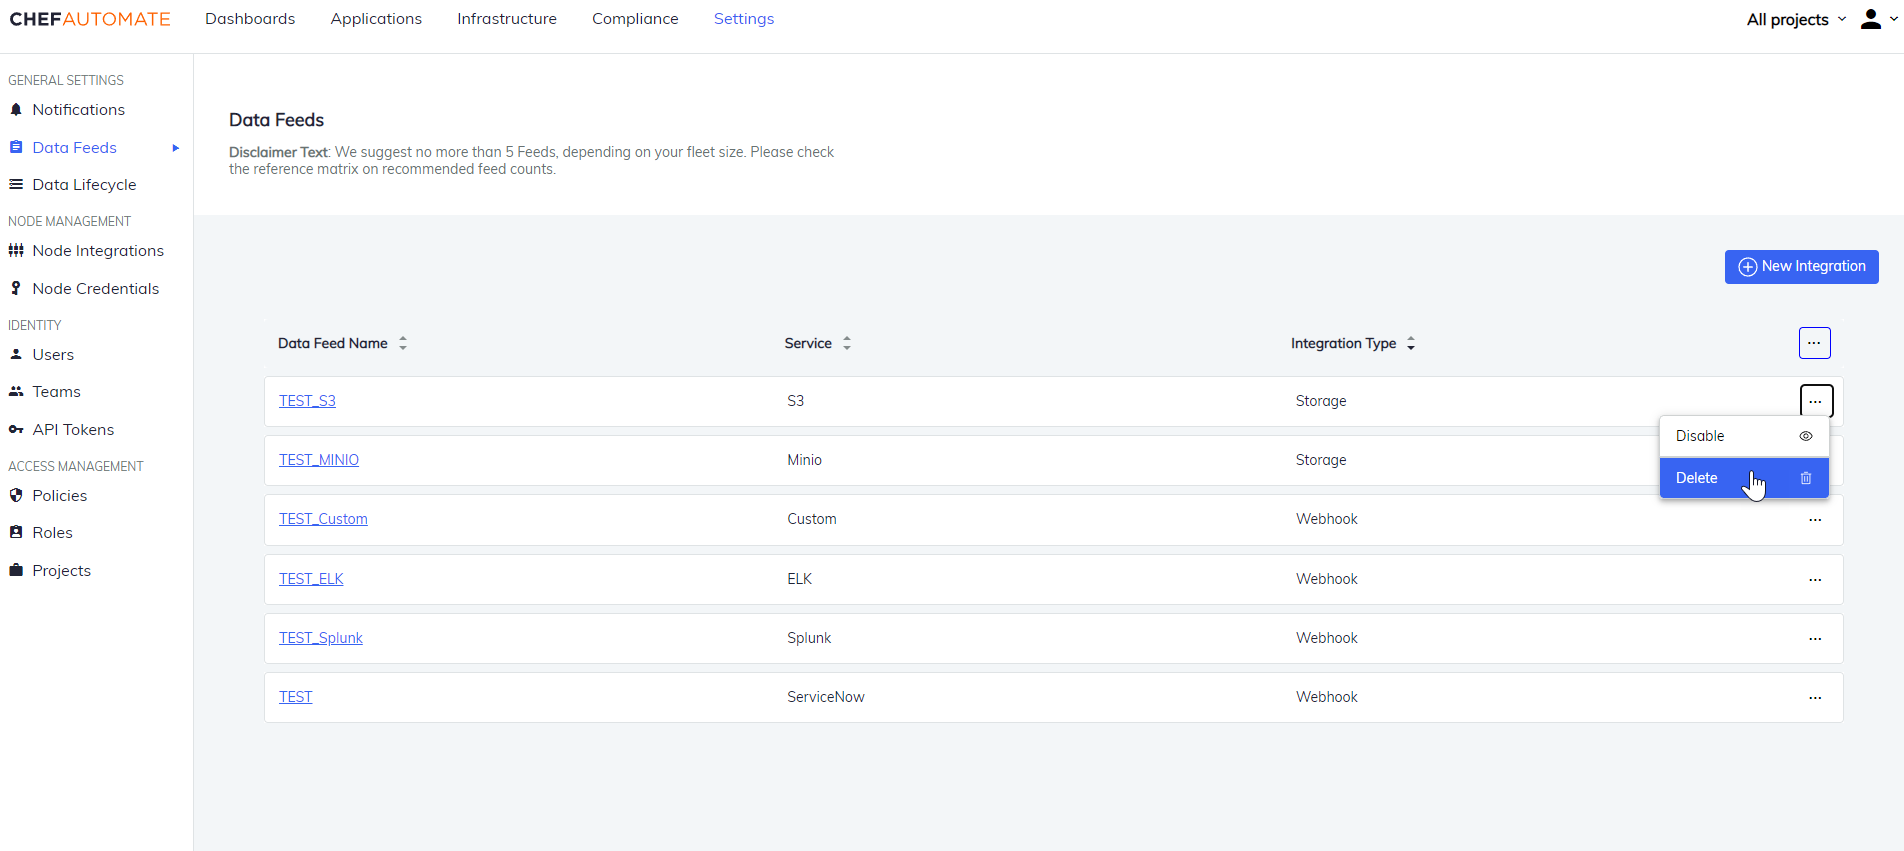 CHEFAUTOMATE Dashboards Applications Infrastructure Compliance Settings All projects
GENERAL SETTINGS
Notifications
Data Feeds
Data Lifecycle
NODE MANAGEMENT
Node Integrations
Node Credentials
IDENTITY
Users
Teams
API Tokens
ACCESS MANAGEMENT
Policies
Roles
Projects
Data Feeds
Disclaimer Text: We suggest no more than 5 Feeds, depending on your fleet size. Please check
the reference matrix on recommended feed counts.
New Integration
Data Feed Name Service Integration Type ...
TEST_S3 S3 Storage ...
Disable
Delete
TEST_MINIO Minio Storage
TEST_Custom Custom Webhook ...
TEST_ELK ELK Webhook ...
TEST_Splunk Splunk Webhook ...
TEST ServiceNow Webhook ...